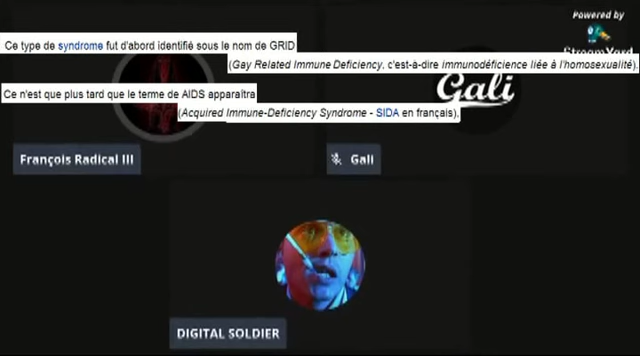 Powered by
StreamYard
Ce type de syndrome fut d'abord identifié sous le nom de GRID
(Gay Related Immune Deficiency, c'est-à-dire immunodéficience liée à l'homosexualité).
Ce n'est que plus tard que le terme de AIDS apparaîtra
(Acquired Immune-Deficiency Syndrome - SIDA en français),
Gali
François Radical III
Gali
DIGITAL SOLDIER